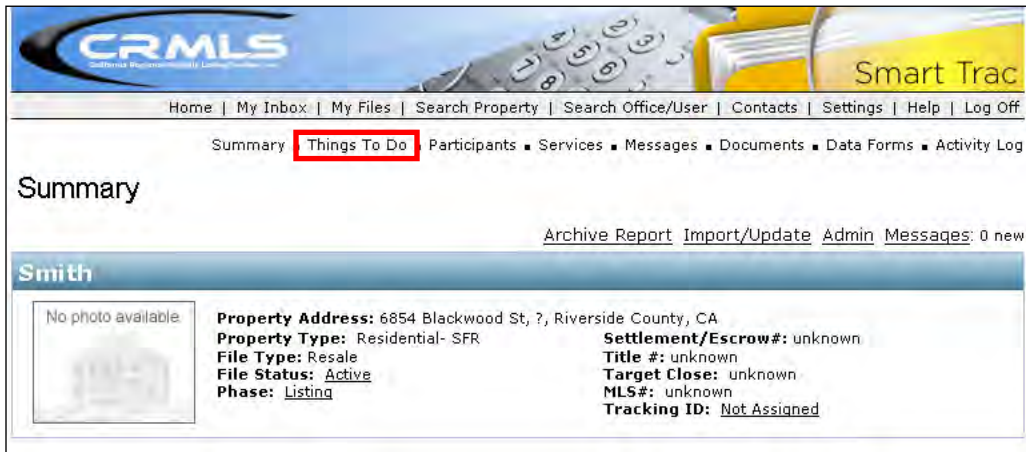 CRMLS
Smart Trac
Home | My Inbox | My Files | Search Property | Search Office/User | Contacts | Settings | Help | Log Off
Summary ▪ Things To Do ▪ Participants ▪ Services ▪ Messages ▪ Documents ▪ Data Forms ▪ Activity Log
Summary
Archive Report Import/Update Admin Messages: 0 new
Smith
No photo available
Property Address: 6854 Blackwood St, ?, Riverside County, CA
Property Type: Residential- SFR
Settlement/Escrow#: unknown
File Type: Resale
Title #: unknown
File Status: Active
Target Close: unknown
Phase: Listing
MLS#: unknown
Tracking ID: Not Assigned